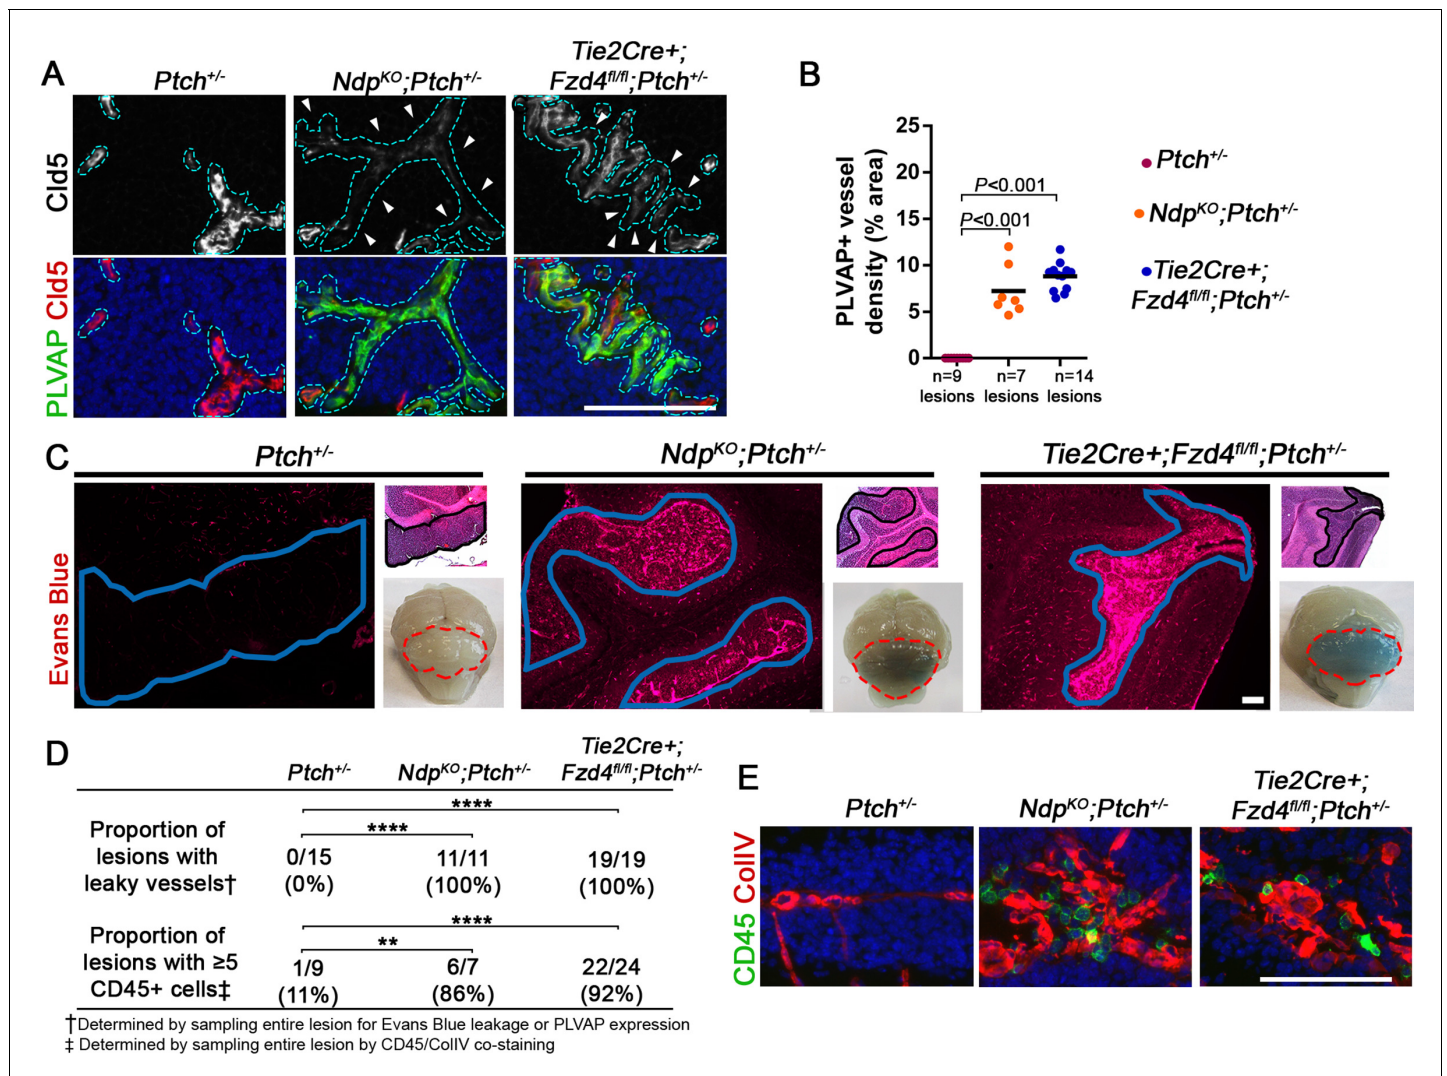 A
Ptch+/-
NdpKO;Ptch+/-
Tie2Cre+;
Fzd4fl/fl;Ptch+/-
Cld5
PLVAP Cld5
B
PLVAP+ vessel
density (% area)
25
20
15
10
5
0
P<0.001
P<0.001
n=9
lesions
n=7
lesions
n=14
lesions
Ptch+/-
NdpKO;Ptch+/-
Tie2Cre+;
Fzd4fl/fl;Ptch+/-
C
Ptch+/-
NdpKO;Ptch+/-
Tie2Cre+;Fzd4fl/fl;Ptch+/-
Evans Blue
D
Ptch+/-
NdpKO;Ptch+/-
Tie2Cre+;
Fzd4fl/fl;Ptch+/-
****
****
Proportion of
lesions with
leaky vessels†
0/15
(0%)
11/11
(100%)
19/19
(100%)
****
**
Proportion of
lesions with ≥5
CD45+ cells‡
1/9
(11%)
6/7
(86%)
22/24
(92%)
†Determined by sampling entire lesion for Evans Blue leakage or PLVAP expression
‡ Determined by sampling entire lesion by CD45/ColIV co-staining
E
Ptch+/-
NdpKO;Ptch+/-
Tie2Cre+;
Fzd4fl/fl;Ptch+/-
CD45 ColIV